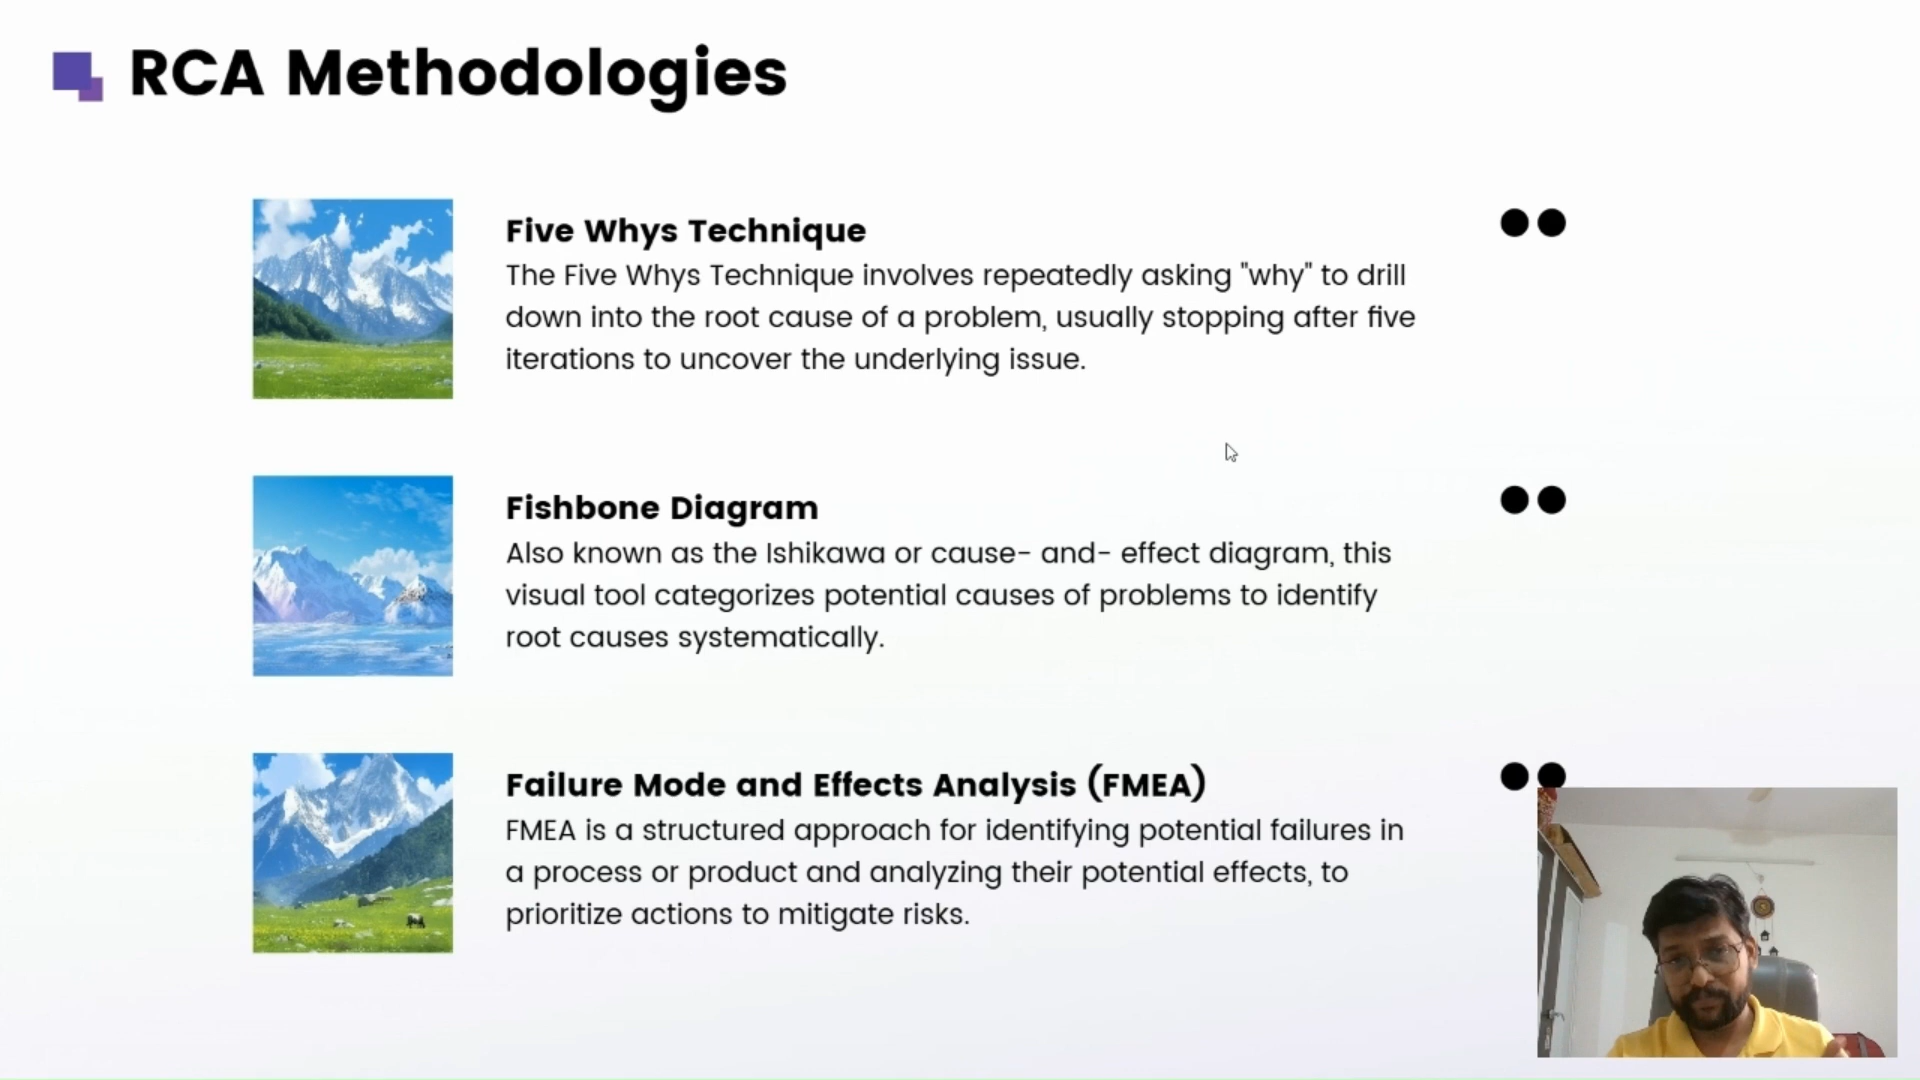 RCA Methodologies
Five Whys Technique
The Five Whys Technique involves repeatedly asking "why" to drill
down into the root cause of a problem, usually stopping after five
iterations to uncover the underlying issue.
Fishbone Diagram
Also known as the Ishikawa or cause- and- effect diagram, this
visual tool categorizes potential causes of problems to identify
root causes systematically.
Failure Mode and Effects Analysis (FMEA)
FMEA is a structured approach for identifying potential failures in
a process or product and analyzing their potential effects, to
prioritize actions to mitigate risks.